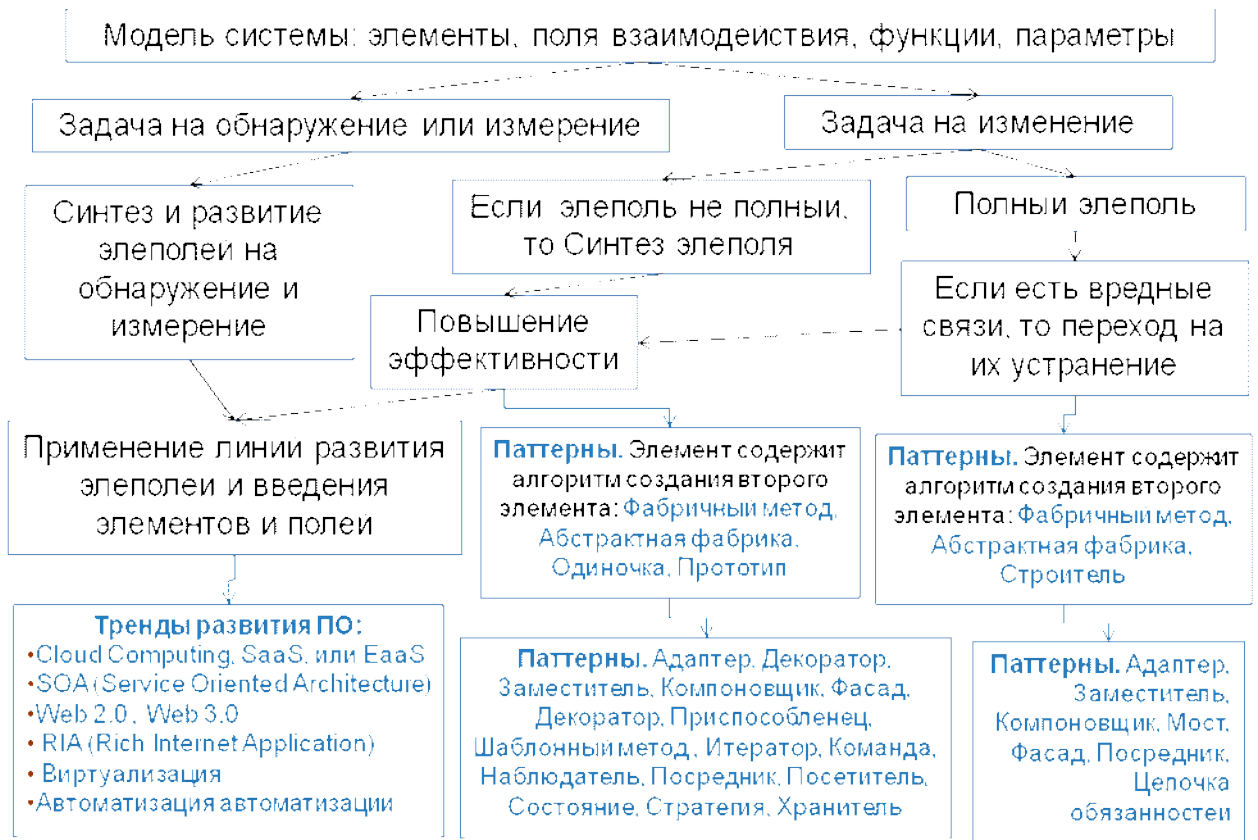 Модель системы: элементы, поля взаимодействия, функции, параметры
Задача на обнаружение или измерение
Задача на изменение
Синтез и развитие
элеполей на
обнаружение и
измерение
Если элеполь не полный,
то Синтез элеполя
Полный элеполь
Повышение
эффективности
Если есть вредные
связи, то переход на
их устранение
Применение линии развития
элеполей и введения
элементов и полей
Паттерны. Элемент содержит
алгоритм создания второго
элемента: Фабричный метод,
Абстрактная фабрика,
Одиночка, Прототип
Паттерны. Элемент содержит
алгоритм создания второго
элемента: Фабричный метод,
Абстрактная фабрика,
Строитель
Тренды развития ПО:
•Cloud Computing, SaaS, или EaaS
•SOA (Service Oriented Architecture)
•Web 2.0 , Web 3.0
• RIA (Rich Internet Application)
• Виртуализация
•Автоматизация автоматизации
Паттерны. Адаптер, Декоратор,
Заместитель, Компоновщик, Фасад,
Декоратор, Приспособленец,
Шаблонный метод , Итератор, Команда,
Наблюдатель, Посредник, Посетитель,
Состояние, Стратегия, Хранитель
Паттерны. Адаптер,
Заместитель,
Компоновщик, Мост,
Фасад, Посредник,
Цепочка
обязанностей